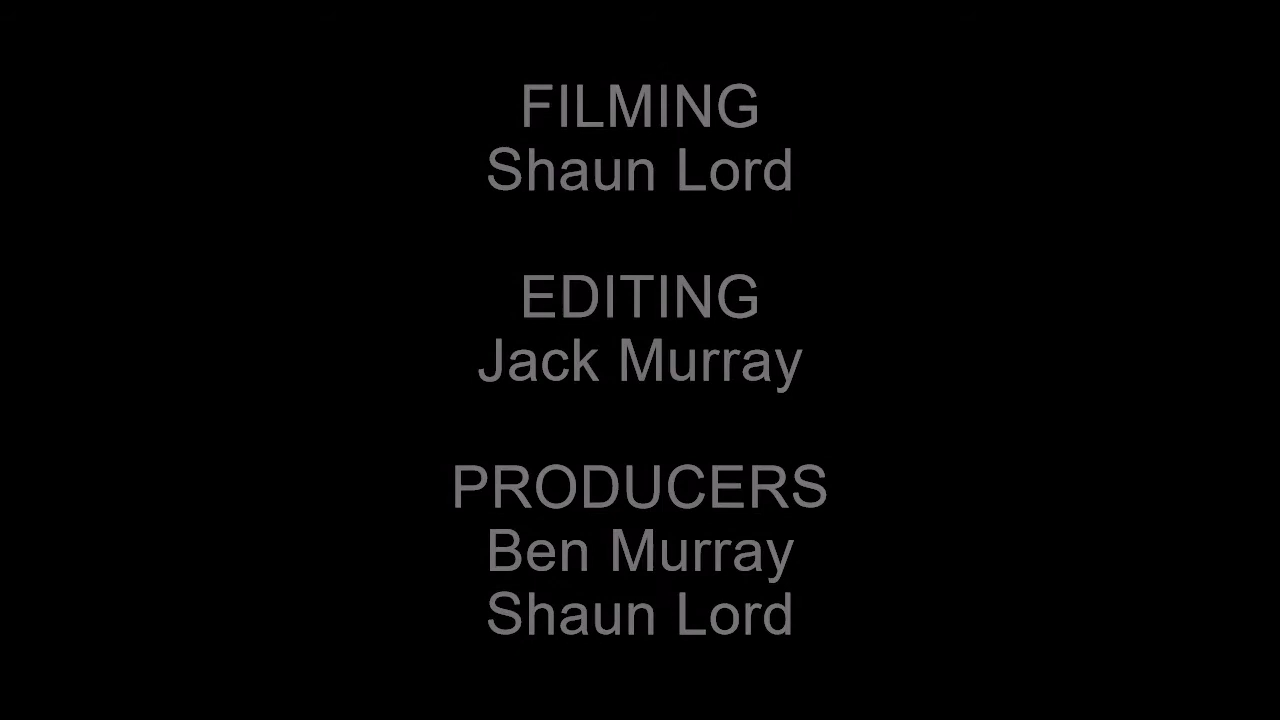 FILMING
Shaun Lord
EDITING
Jack Murray
PRODUCERS
Ben Murray
Shaun Lord